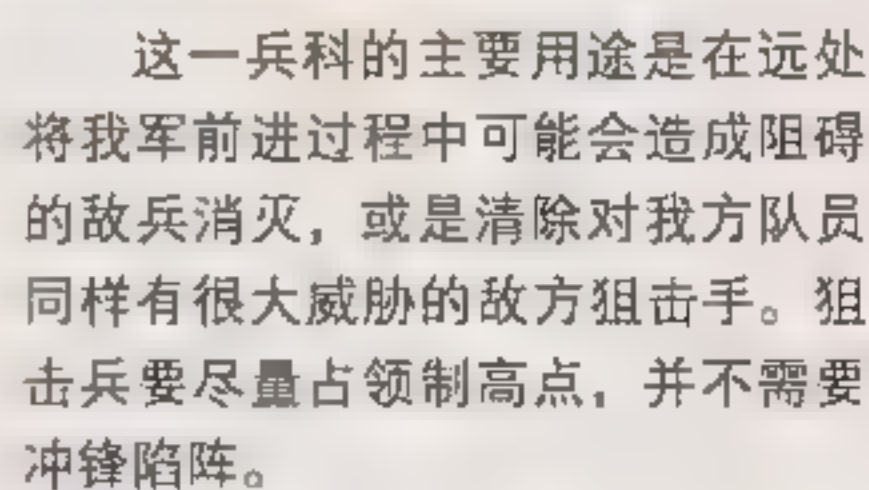 这一兵科的主要用途是在远处
将我军前进过程中可能会造成阻碍
的敌兵消灭，或是清除对我方队员
同样有很大威胁的敌方狙击手。狙
击兵要尽量占领制高点，并不需要
冲锋陷阵。